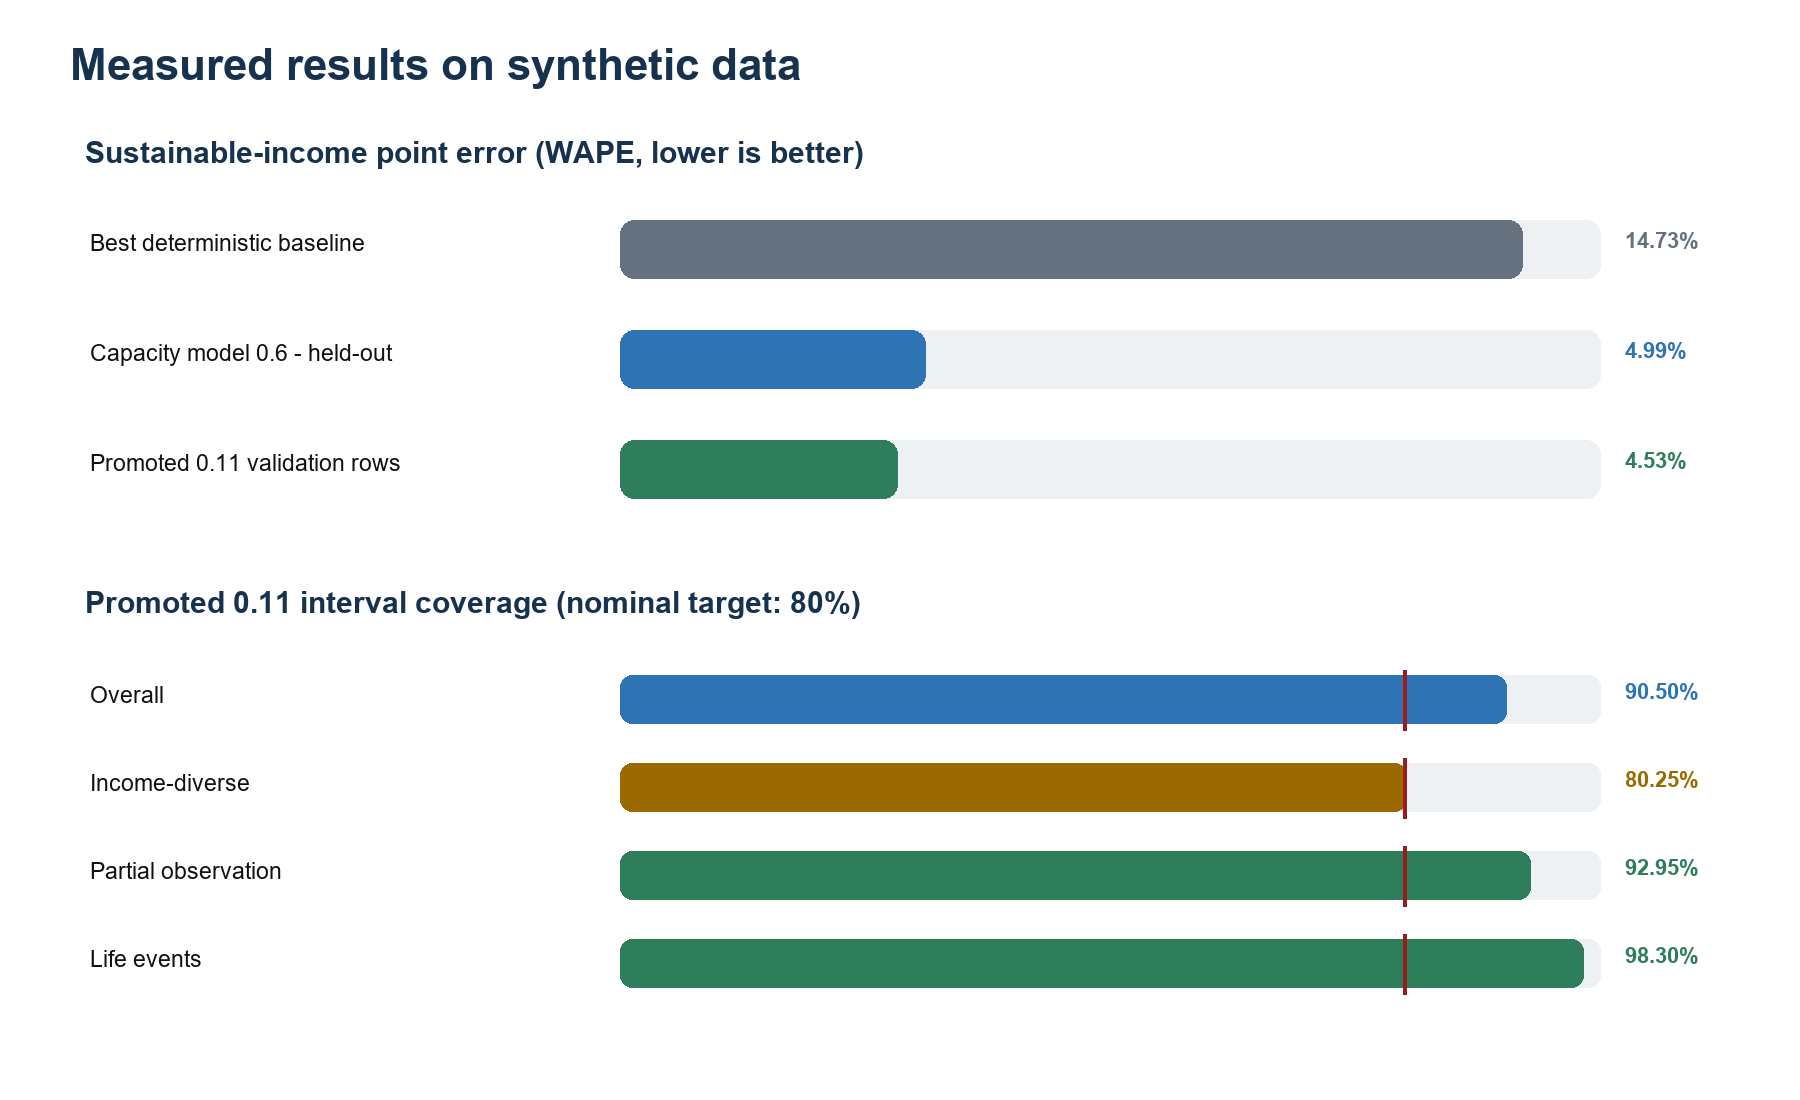 Measured results on synthetic data
Sustainable-income point error (WAPE, lower is better)
Best deterministic baseline 14.73%
Capacity model 0.6 - held-out 4.99%
Promoted 0.11 validation rows 4.53%
Promoted 0.11 interval coverage (nominal target: 80%)
Overall 90.50%
Income-diverse 80.25%
Partial observation 92.95%
Life events 98.30%